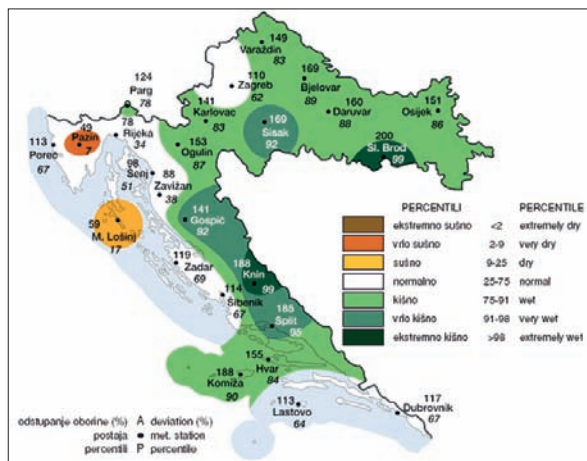 149
Varaždin
83
124
Parg
78
110
Zagreb
62
169
Bjelovar
89
141
Karlovac
83
160
Daruvar
88
151
Osijek
86
49
Pazin
7
78
Rijeka
34
169
Sisak
92
113
Poreč
67
153
Ogulin
87
200
Sl. Brod
99
98
Senj
51
88
Zavižan
38
59
M. Lošinj
17
141
Gospić
92
119
Zadar
69
188
Knin
99
114
Šibenik
67
185
Split
95
155
Hvar
84
188
Komiža
90
113
Lastovo
64
117
Dubrovnik
67
PERCENTILI PERCENTILE
ekstremno sušno <2 extremely dry
vrlo sušno 2-9 very dry
sušno 9-25 dry
normalno 25-75 normal
kišno 75-91 wet
vrlo kišno 91-98 very wet
ekstremno kišno >98 extremely wet
odstupanje oborine (%) A deviation (%)
postaja met. station
percentili P percentile